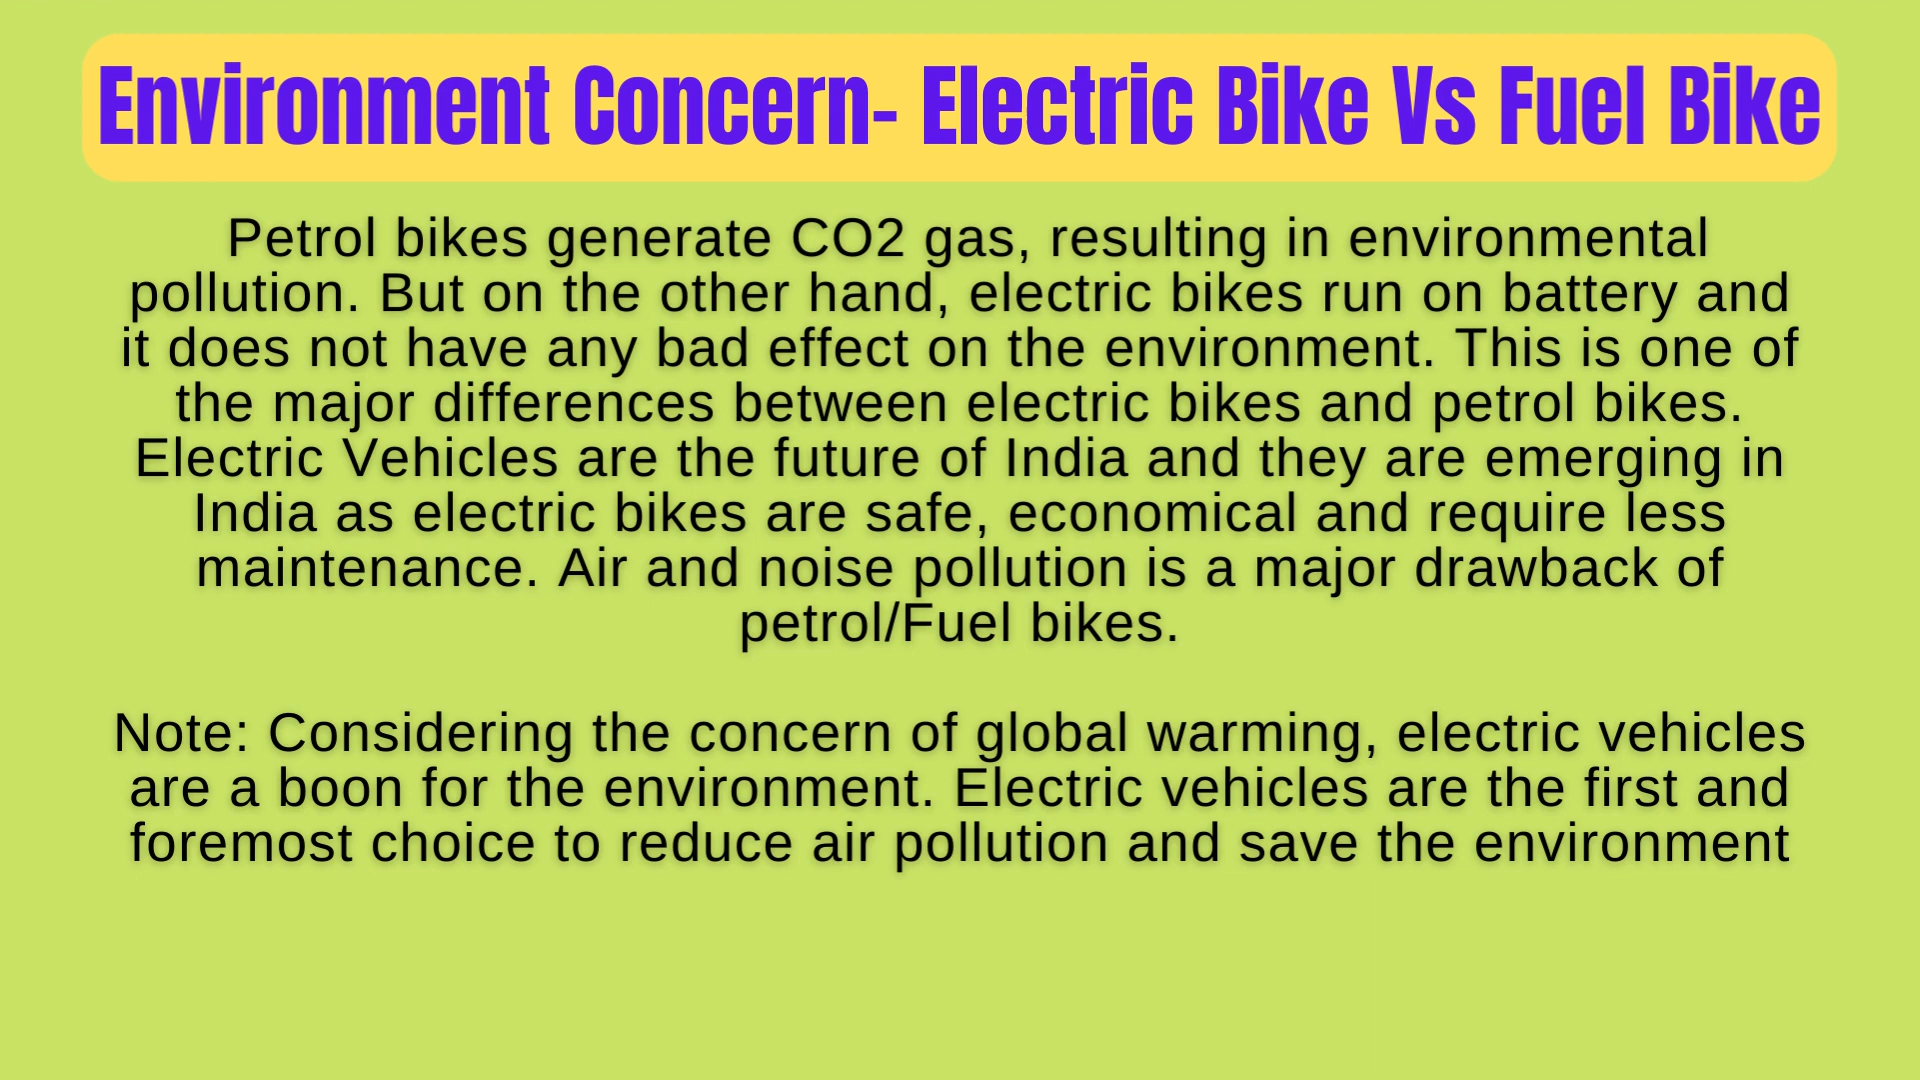 Environment Concern- Electric Bike Vs Fuel Bike
Petrol bikes generate CO2 gas, resulting in environmental
pollution. But on the other hand, electric bikes run on battery and
it does not have any bad effect on the environment. This is one of
the major differences between electric bikes and petrol bikes.
Electric Vehicles are the future of India and they are emerging in
India as electric bikes are safe, economical and require less
maintenance. Air and noise pollution is a major drawback of
petrol/Fuel bikes.
Note: Considering the concern of global warming, electric vehicles
are a boon for the environment. Electric vehicles are the first and
foremost choice to reduce air pollution and save the environment